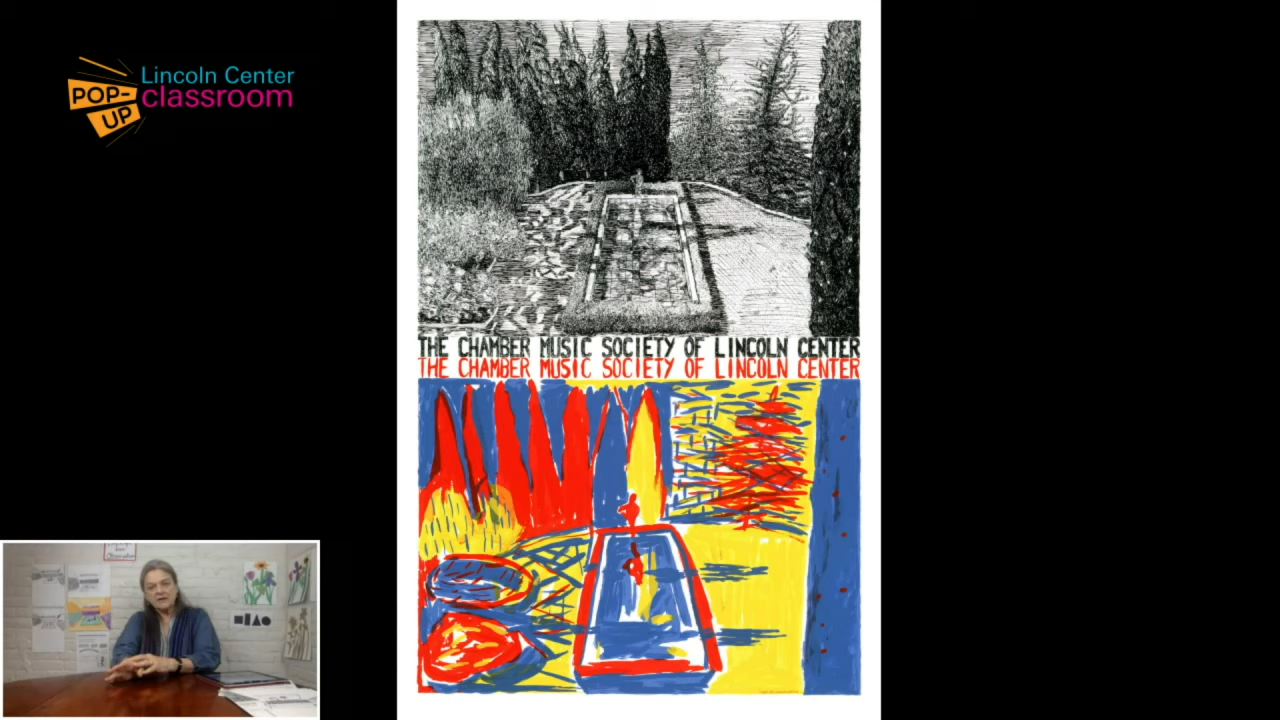 Lincoln Center
POP-
UP
classroom
THE CHAMBER MUSIC SOCIETY OF LINCOLN CENTER
THE CHAMBER MUSIC SOCIETY OF LINCOLN CENTER